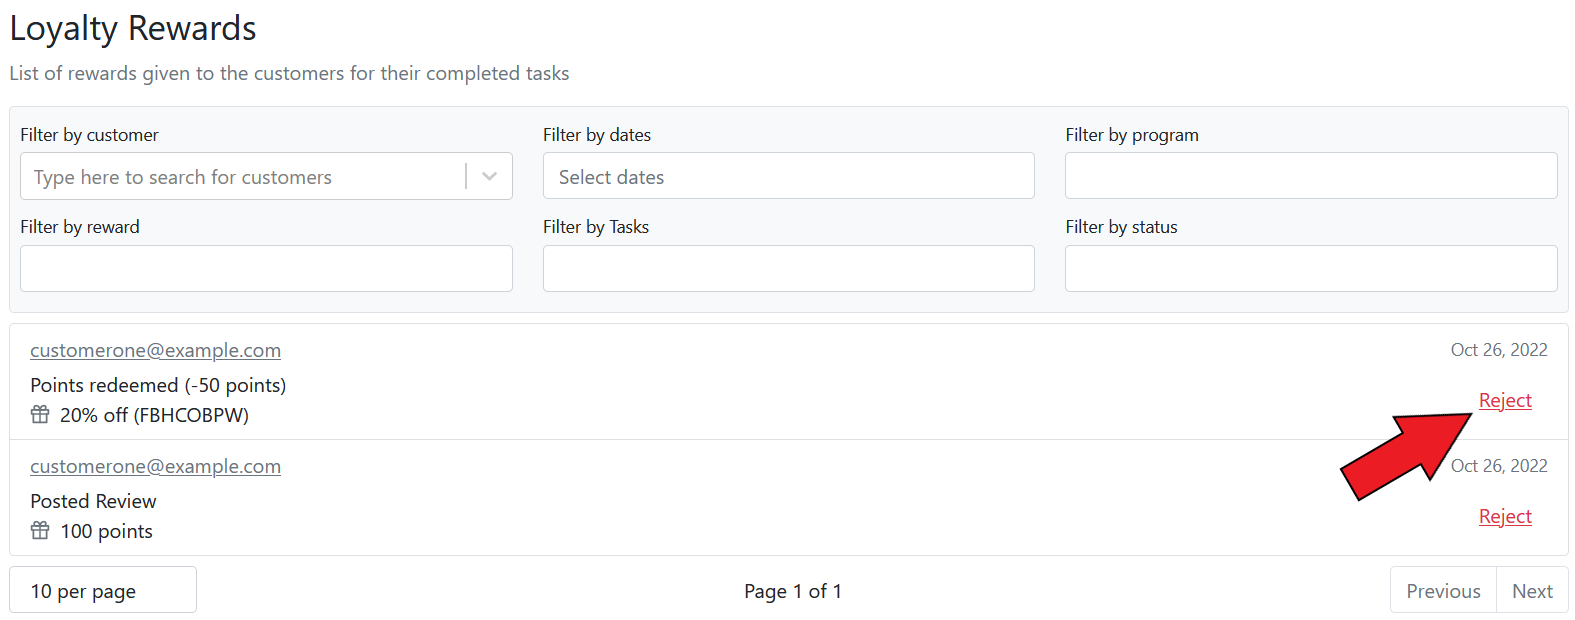 Loyalty Rewards
List of rewards given to the customers for their completed tasks
Filter by customer Filter by dates Filter by program
Type here to search for customers Select dates
Filter by reward Filter by Tasks Filter by status
customerone@example.com Oct 26, 2022
Points redeemed (-50 points)
Reject
20% off (FBHCOBPW)
customerone@example.com Oct 26, 2022
Posted Review
Reject
100 points
10 per page Page 1 of 1 Previous Next